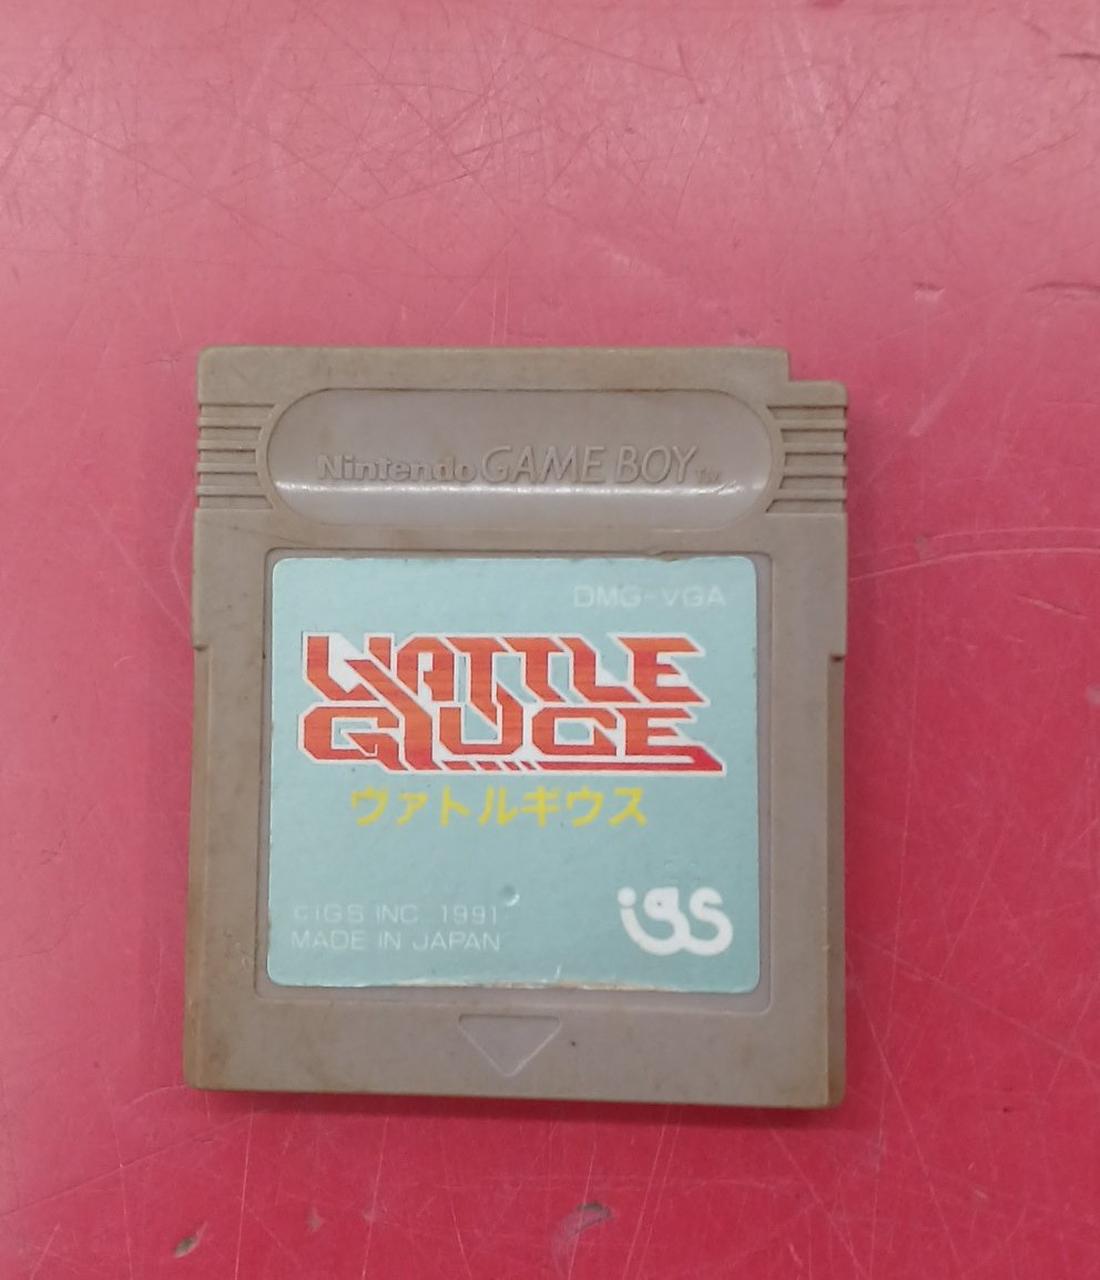 Nintendo GAME BOY TM
DMG-VGA
VATTLE
GIUCE
ヴァトルギウス
©IGS INC. 1991
MADE IN JAPAN
igs